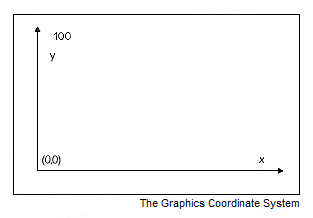 100
y
(0,0)
x
The Graphics Coordinate System